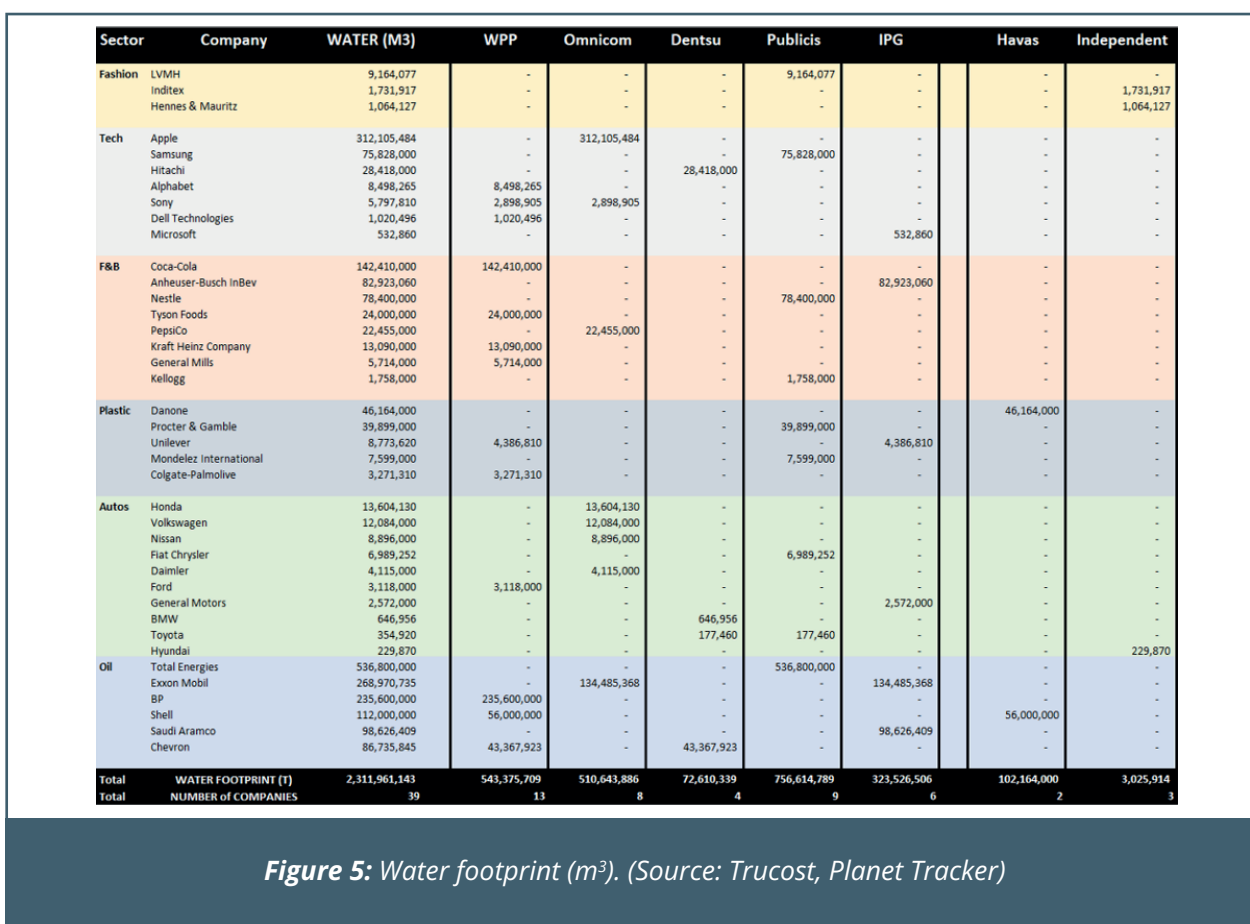 Sector Company WATER (M3) WPP Omnicom Dentsu Publicis IPG Havas Independent
Fashion LVMH 9,164,077 - - - 9,164,077 - - -
Inditex 1,731,917 - - - - - - 1,731,917
Hennes & Mauritz 1,064,127 - - - - - - 1,064,127
Tech Apple 312,105,484 - 312,105,484 - - - - -
Samsung 75,828,000 - - - 75,828,000 - - -
Hitachi 28,418,000 - - 28,418,000 - - - -
Alphabet 8,498,265 8,498,265 - - - - - -
Sony 5,797,810 2,898,905 2,898,905 - - - - -
Dell Technologies 1,020,496 1,020,496 - - - - - -
Microsoft 532,860 - - - - 532,860 - -
F&B Coca-Cola 142,410,000 142,410,000 - - - - - -
Anheuser-Busch InBev 82,923,060 - - - - 82,923,060 - -
Nestle 78,400,000 - - - 78,400,000 - - -
Tyson Foods 24,000,000 24,000,000 - - - - - -
PepsiCo 22,455,000 - 22,455,000 - - - - -
Kraft Heinz Company 13,090,000 13,090,000 - - - - - -
General Mills 5,714,000 5,714,000 - - - - - -
Kellogg 1,758,000 - - - 1,758,000 - - -
Plastic Danone 46,164,000 - - - - - 46,164,000 -
Procter & Gamble 39,899,000 - - - 39,899,000 - - -
Unilever 8,773,620 4,386,810 - - - 4,386,810 - -
Mondelez International 7,599,000 - - - 7,599,000 - - -
Colgate-Palmolive 3,271,310 3,271,310 - - - - - -
Autos Honda 13,604,130 - 13,604,130 - - - - -
Volkswagen 12,084,000 - 12,084,000 - - - - -
Nissan 8,896,000 - 8,896,000 - - - - -
Fiat Chrysler 6,989,252 - - - 6,989,252 - - -
Daimler 4,115,000 - 4,115,000 - - - - -
Ford 3,118,000 3,118,000 - - - - - -
General Motors 2,572,000 - - - - 2,572,000 - -
BMW 646,956 - - 646,956 - - - -
Toyota 354,920 - - 177,460 177,460 - - -
Hyundai 229,870 - - - - - - 229,870
Oil Total Energies 536,800,000 - - - 536,800,000 - - -
Exxon Mobil 268,970,735 - 134,485,368 - - 134,485,368 - -
BP 235,600,000 235,600,000 - - - - - -
Shell 112,000,000 56,000,000 - - - - 56,000,000 -
Saudi Aramco 98,626,409 - - - - 98,626,409 - -
Chevron 86,735,845 43,367,923 - 43,367,923 - - - -
Total WATER FOOTPRINT (T) 2,311,961,143 543,375,709 510,643,886 72,610,339 756,614,789 323,526,506 102,164,000 3,025,914
Total NUMBER of COMPANIES 39 13 8 4 9 6 2 3
Figure 5: Water footprint (m³). (Source: Trucost, Planet Tracker)